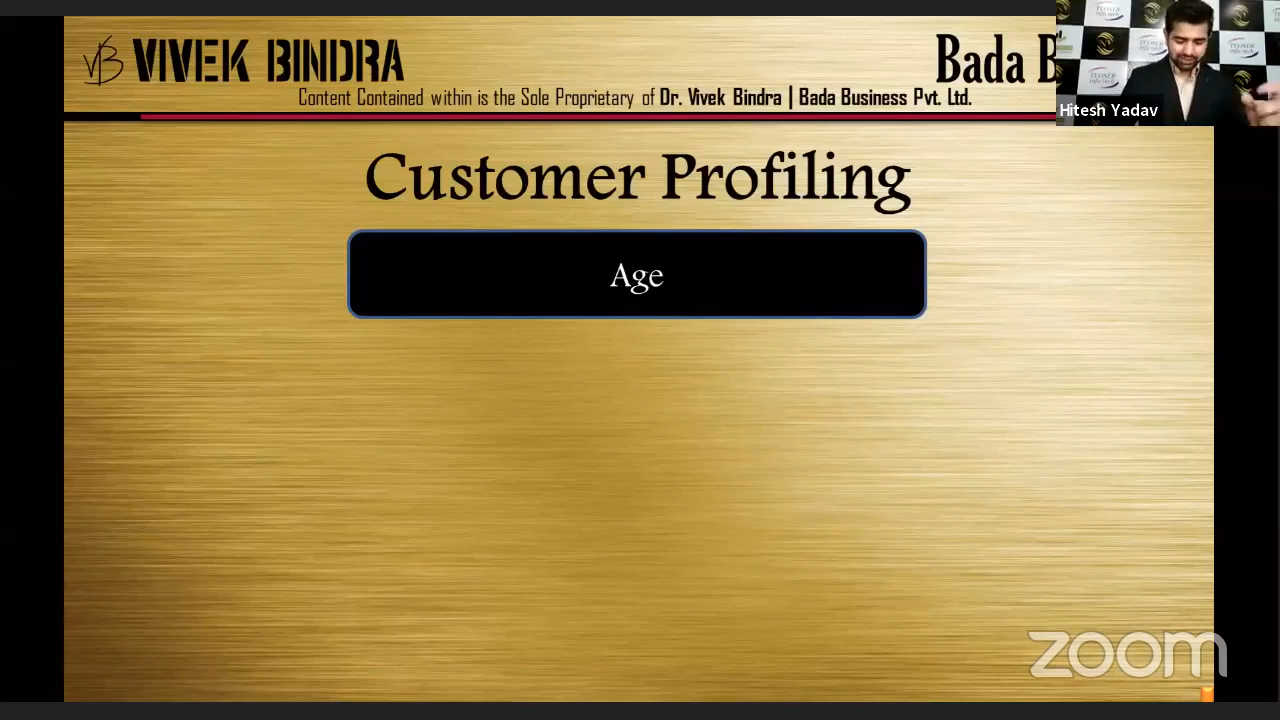 VB VIVEK BINDRA
Bada B
Content Contained within is the Sole Proprietary of Dr. Vivek Bindra | Bada Business Pvt. Ltd.
Hitesh Yadav
Customer Profiling
Age
zoom